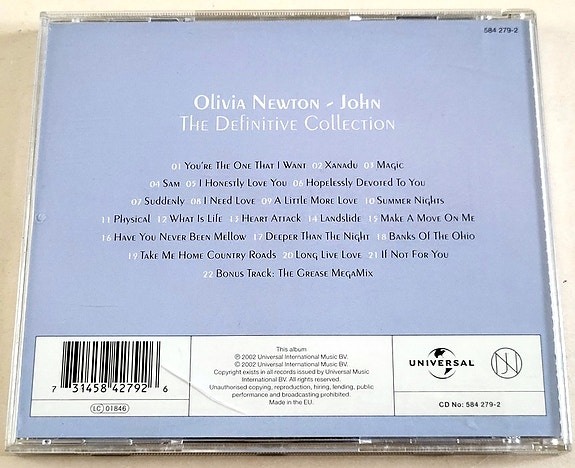 584 279-2
Olivia Newton - John
The Definitive Collection
01 You're The One That I Want 02 Xanadu 03 Magic
04 Sam 05 I Honestly Love You 06 Hopelessly Devoted To You
07 Suddenly 08 I Need Love 09 A Little More Love 10 Summer Nights
11 Physical 12 What Is Life 13 Heart Attack 14 Landslide 15 Make A Move On Me
16 Have You Never Been Mellow 17 Deeper Than The Night 18 Banks Of The Ohio
19 Take Me Home Country Roads 20 Long Live Love 21 If Not For You
22 Bonus Track: The Grease MegaMix
7 31458 42792 6
LC 01846
This album
℗ 2002 Universal International Music BV.
© 2002 Universal International Music BV.
Copyright exists in all records issued by Universal Music
International BV. All rights reserved.
Unauthorised copying, reproduction, hiring, lending, public
performance and broadcasting prohibited.
Made in the EU.
UNIVERSAL
CD No: 584 279-2